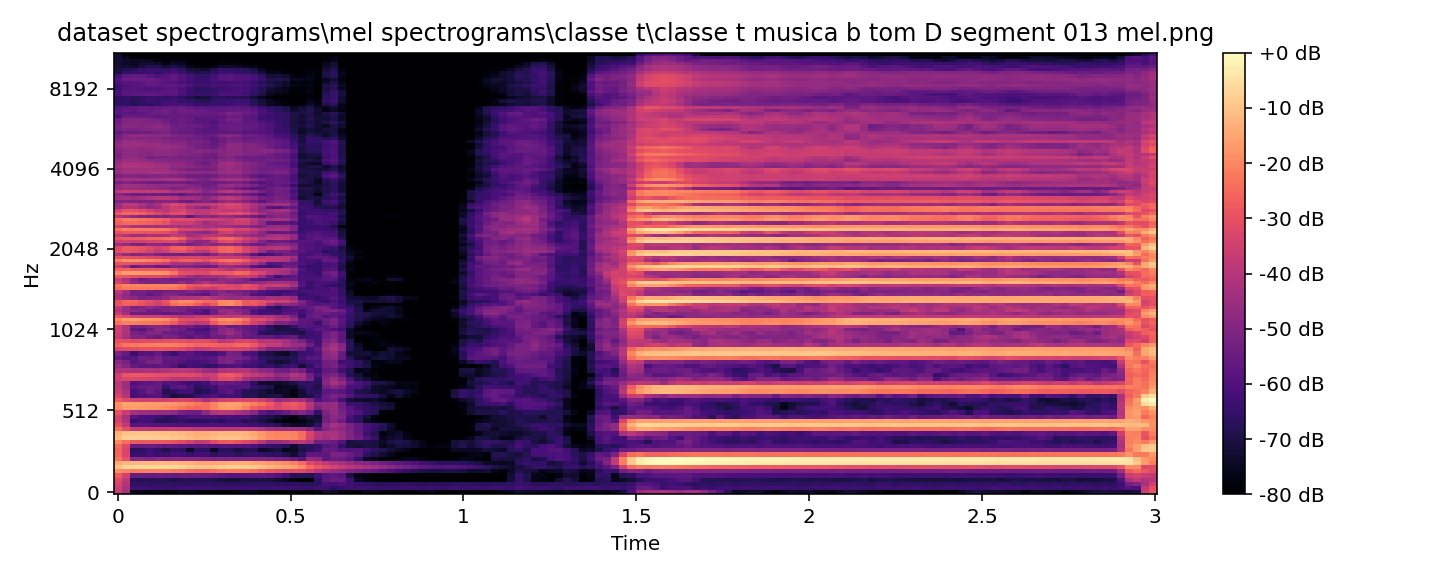 dataset spectrograms\mel spectrograms\classe t\classe t musica b tom D segment 013 mel.png
8192
4096
2048
1024
512
0
Hz
0
0.5
1
1.5
2
2.5
3
Time
+0 dB
-10 dB
-20 dB
-30 dB
-40 dB
-50 dB
-60 dB
-70 dB
-80 dB